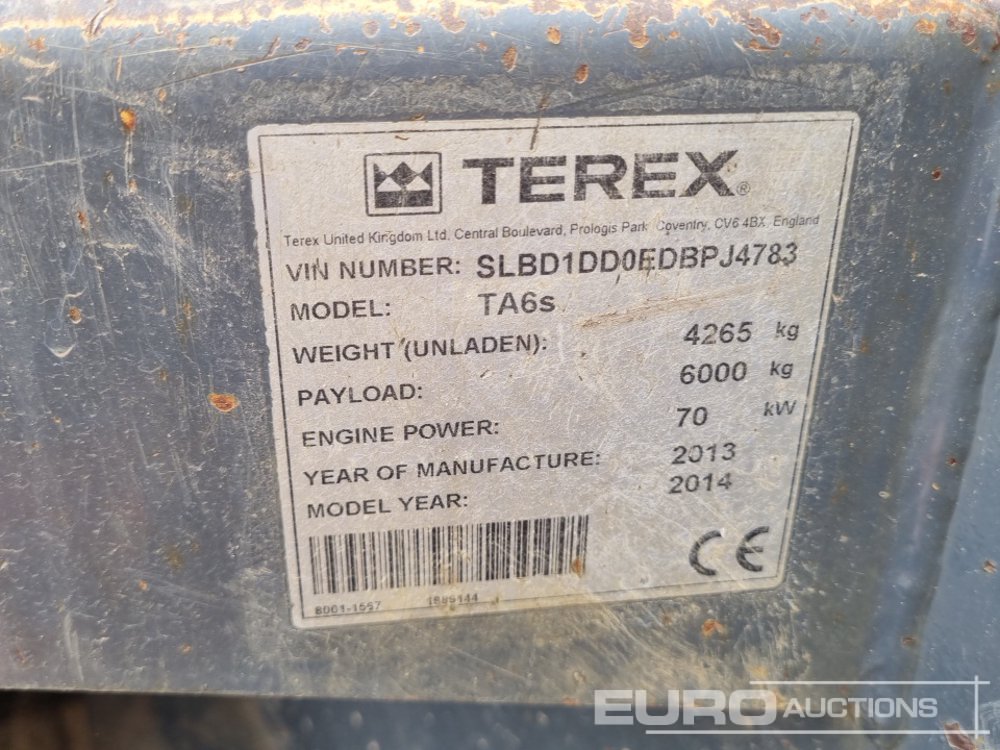 TEREX®
Terex United Kingdom Ltd, Central Boulevard, Prologis Park, Coventry, CV6 4BX, England
VIN NUMBER: SLBD1DD0EDBPJ4783
MODEL: TA6s
WEIGHT (UNLADEN): 4265 kg
PAYLOAD: 6000 kg
ENGINE POWER: 70 kW
YEAR OF MANUFACTURE: 2013
MODEL YEAR: 2014
CE
8001-1557
EURO AUCTIONS